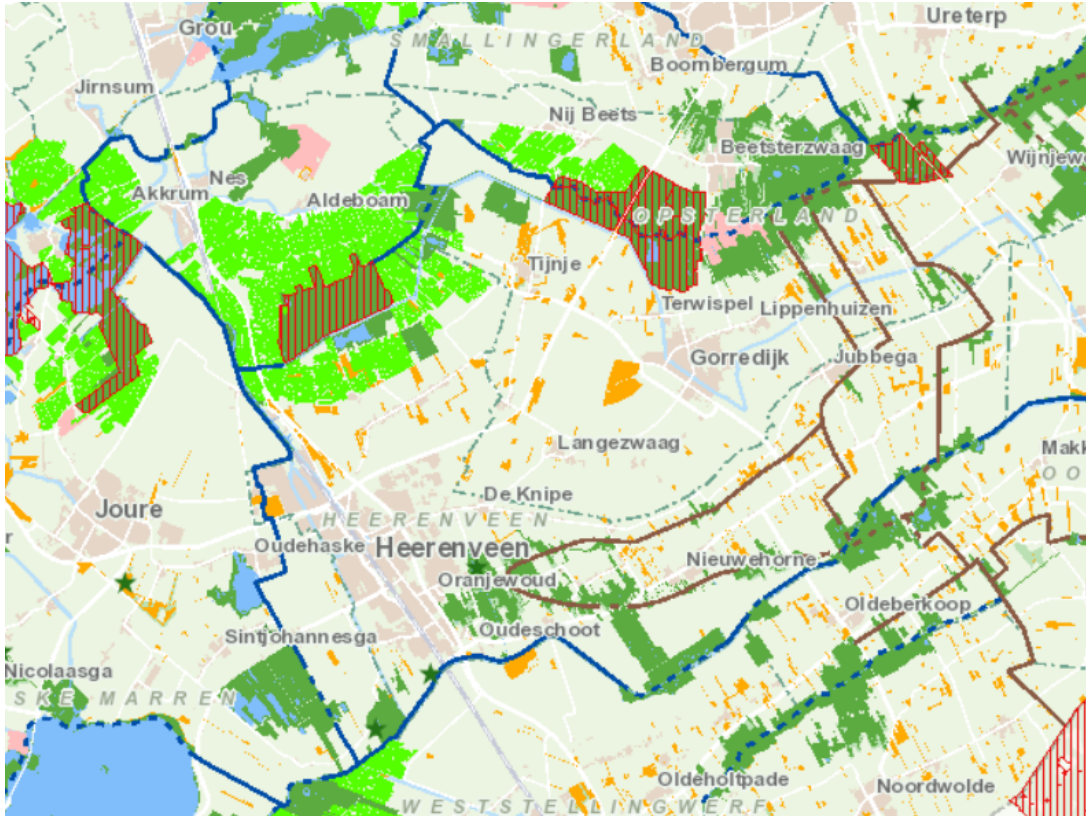 Ureterp
Grou
SMALLINGERLAND
Boornbergum
Jirnsum
Nij Beets
Beetsterzwaag
Wijnjew
Nes
Akkrum
Aldeboarn
OPSTERLAND
Tijnje
Terwispel
Lippenhuizen
Gorredijk
Jubbega
Langezwaag
Makk
OO
De Knipe
Joure
HEERENVEEN
r
Oudehaske
Heerenveen
Oranjewoud
Nieuwehorne
Oldeberkoop
Sintjohannesga
Oudeschoot
Nicolaasga
SKE MARREN
Oldeholtpade
Noordwolde
WESTSTELLINGWERF